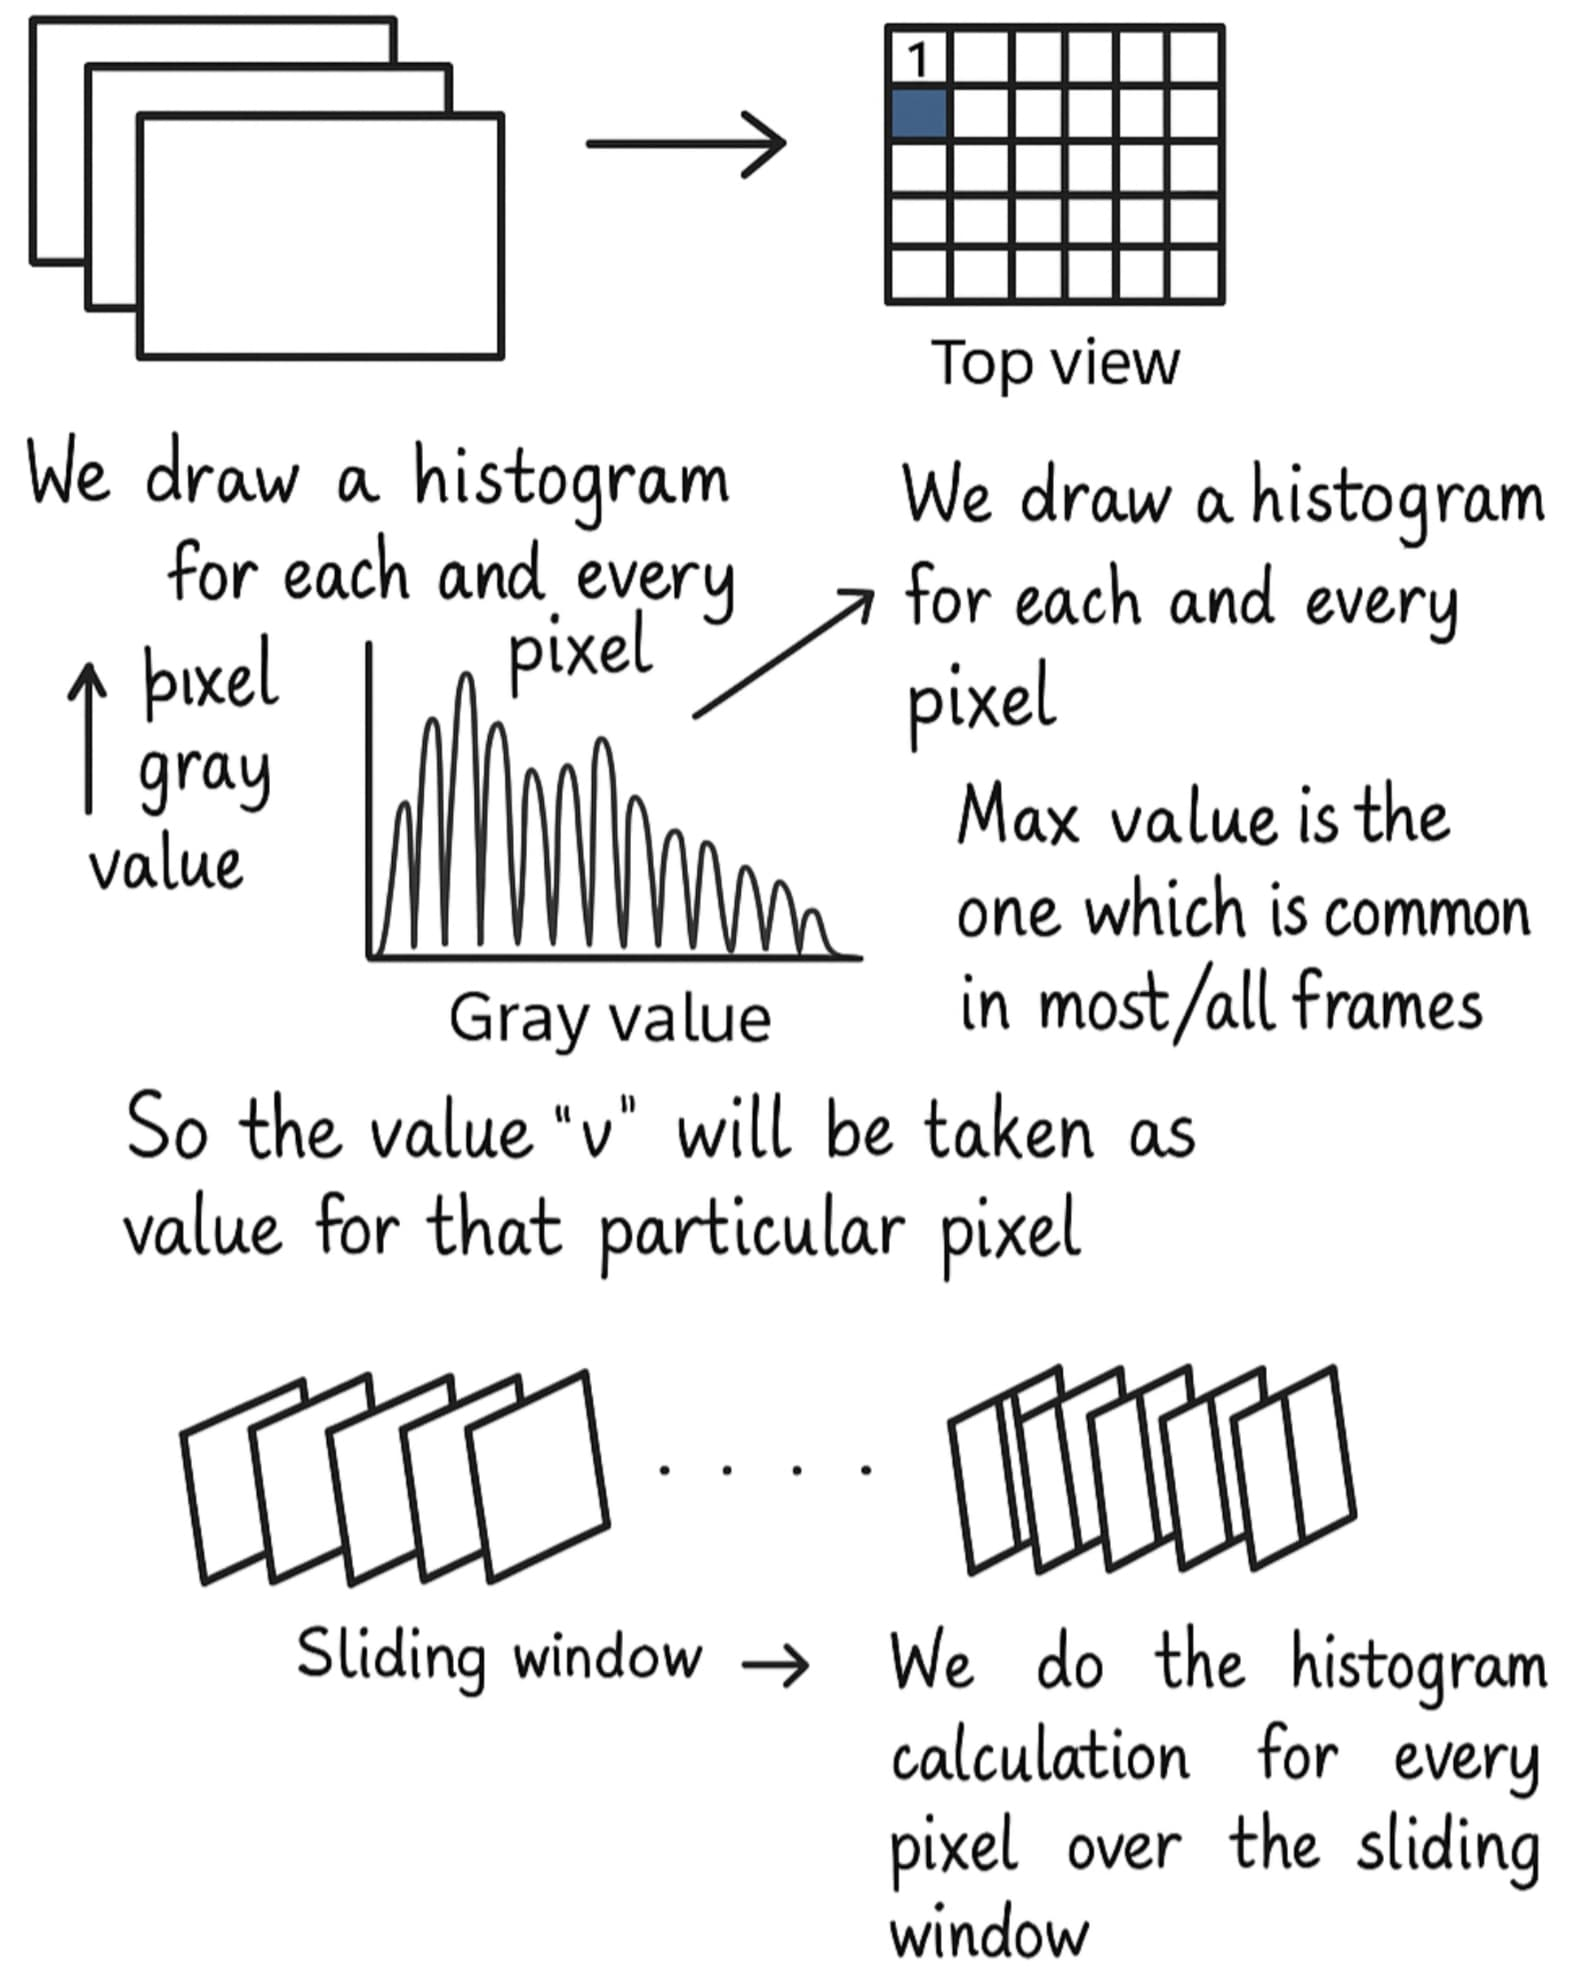 1
Top view
We draw a histogram
for each and every
pixel
We draw a histogram
for each and every
pixel
bıxel
gray
value
Max value is the
one which is common
in most/all frames
Gray value
So the value “v” will be taken as
value for that particular pixel
Sliding window →
We do the histogram
calculation for every
pixel over the sliding
window